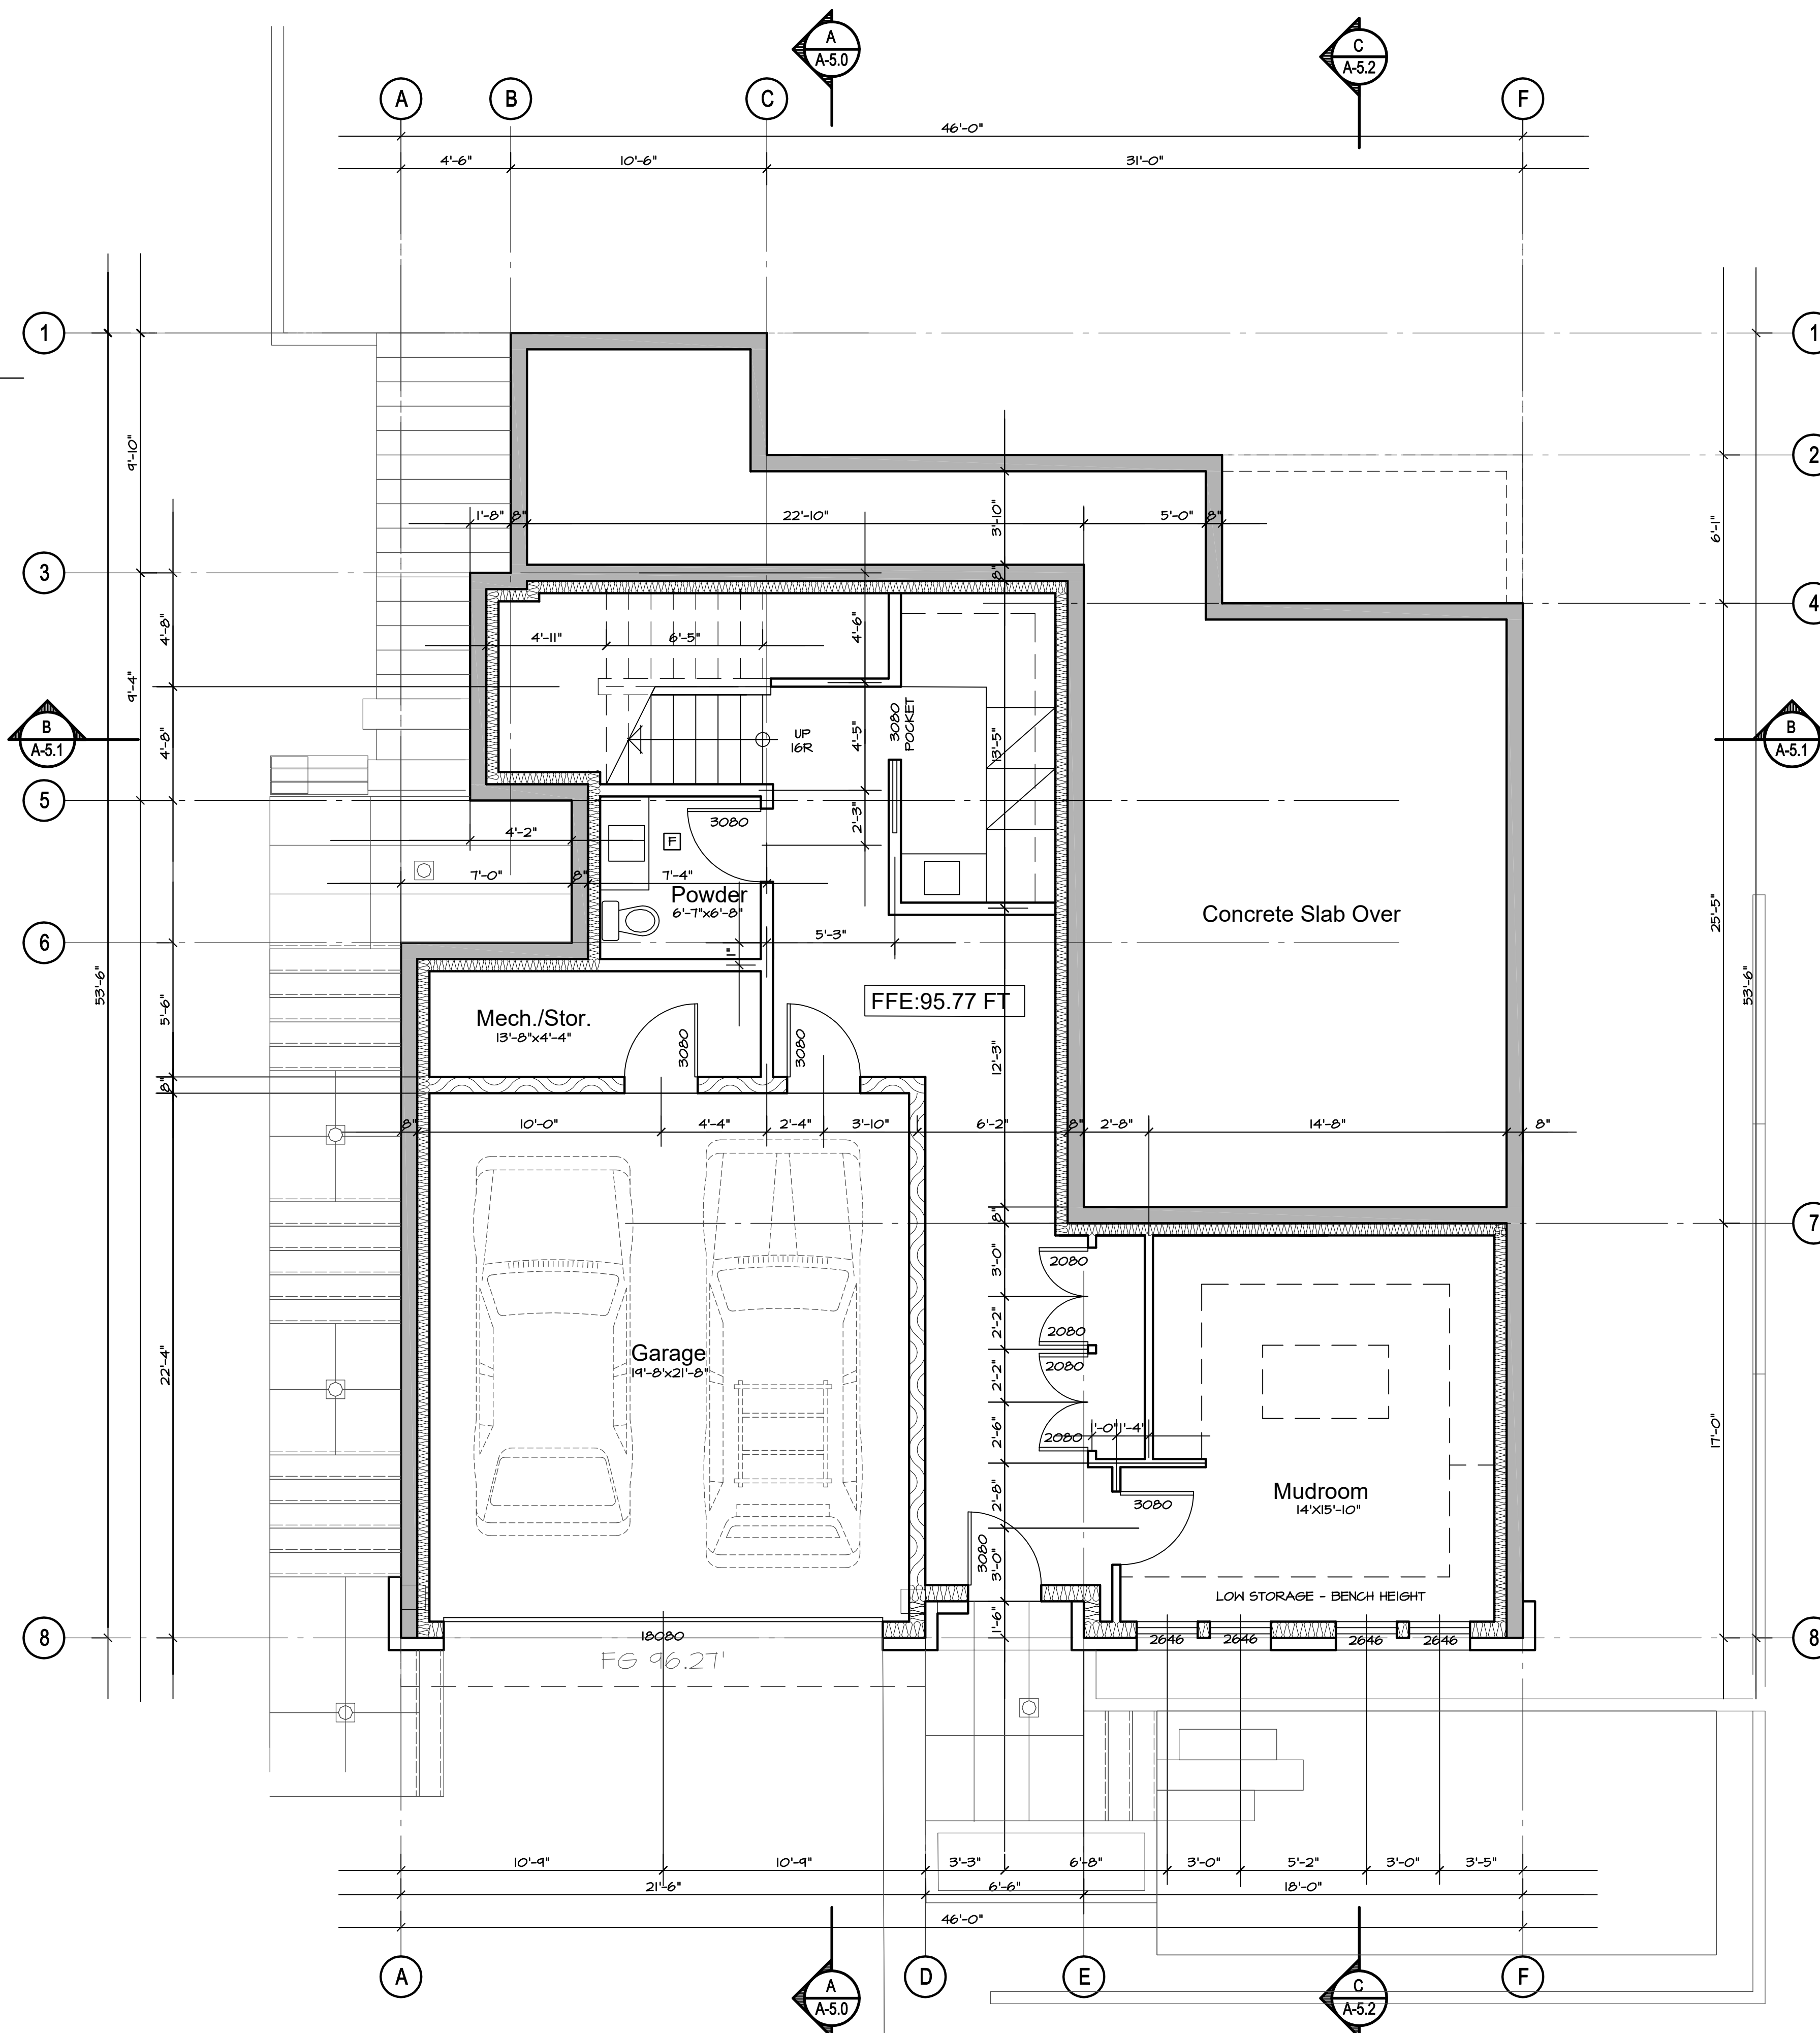 A
A-5.0
C
A-5.2
A
B
C
F
46'-0"
4'-6"
10'-6"
31'-0"
1
1
9'-10"
2
3'-10"
6'-1"
1'-8"
8"
22'-10"
5'-0"
8"
3
8"
4
4'-8"
4'-11"
6'-5"
4'-6"
9'-4"
B
A-5.1
4'-8"
UP
16R
4'-5"
3080
POCKET
13'-5"
B
A-5.1
5
3080
2'-3"
4'-2"
F
7'-0"
8"
7'-4"
Powder
6'-7"x6'-8"
Concrete Slab Over
25'-5"
6
5'-3"
1"
53'-6"
53'-6"
5'-6"
FFE:95.77 FT
Mech./Stor.
13'-8"x4'-4"
3080
3080
12'-3"
8"
8"
10'-0"
4'-4"
2'-4"
3'-10"
6'-2"
8"
2'-8"
14'-8"
8"
8"
7
3'-0"
2080
2'-2"
2080
22'-4"
Garage
19'-8'x21'-8"
2080
2'-2"
2'-6"
2080
1'-0"
1'-4"
17'-0"
2'-8"
Mudroom
14'X15'-10"
3080
3080
3'-0"
LOW STORAGE - BENCH HEIGHT
1'-6"
8
18080
2646
2646
2646
2646
8
FG 96.27'
10'-9"
10'-9"
3'-3"
6'-8"
3'-0"
5'-2"
3'-0"
3'-5"
21'-6"
6'-6"
18'-0"
46'-0"
A
D
E
F
A
A-5.0
C
A-5.2